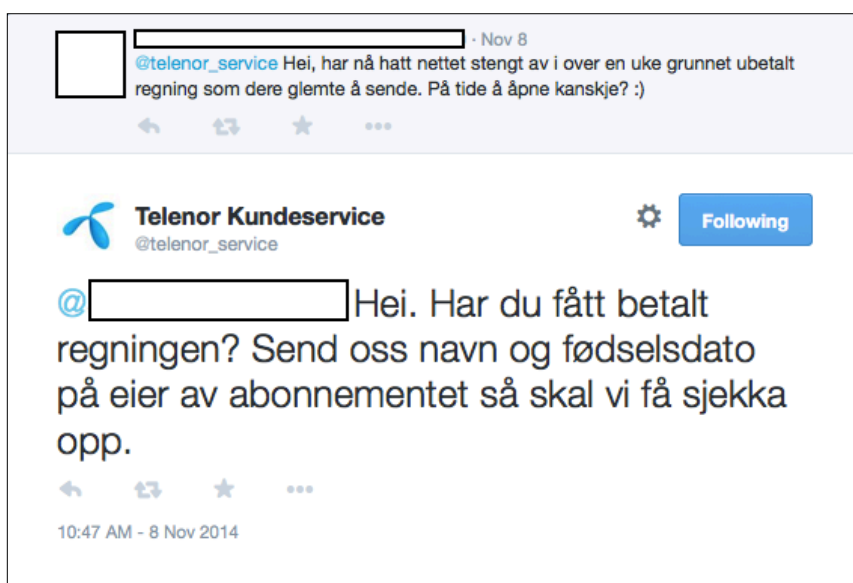 · Nov 8
@telenor_service Hei, har nå hatt nettet stengt av i over en uke grunnet ubetalt
regning som dere glemte å sende. På tide å åpne kanskje? :)
Telenor Kundeservice
@telenor_service
Following
@ Hei. Har du fått betalt
regningen? Send oss navn og fødselsdato
på eier av abonnementet så skal vi få sjekka
opp.
10:47 AM - 8 Nov 2014